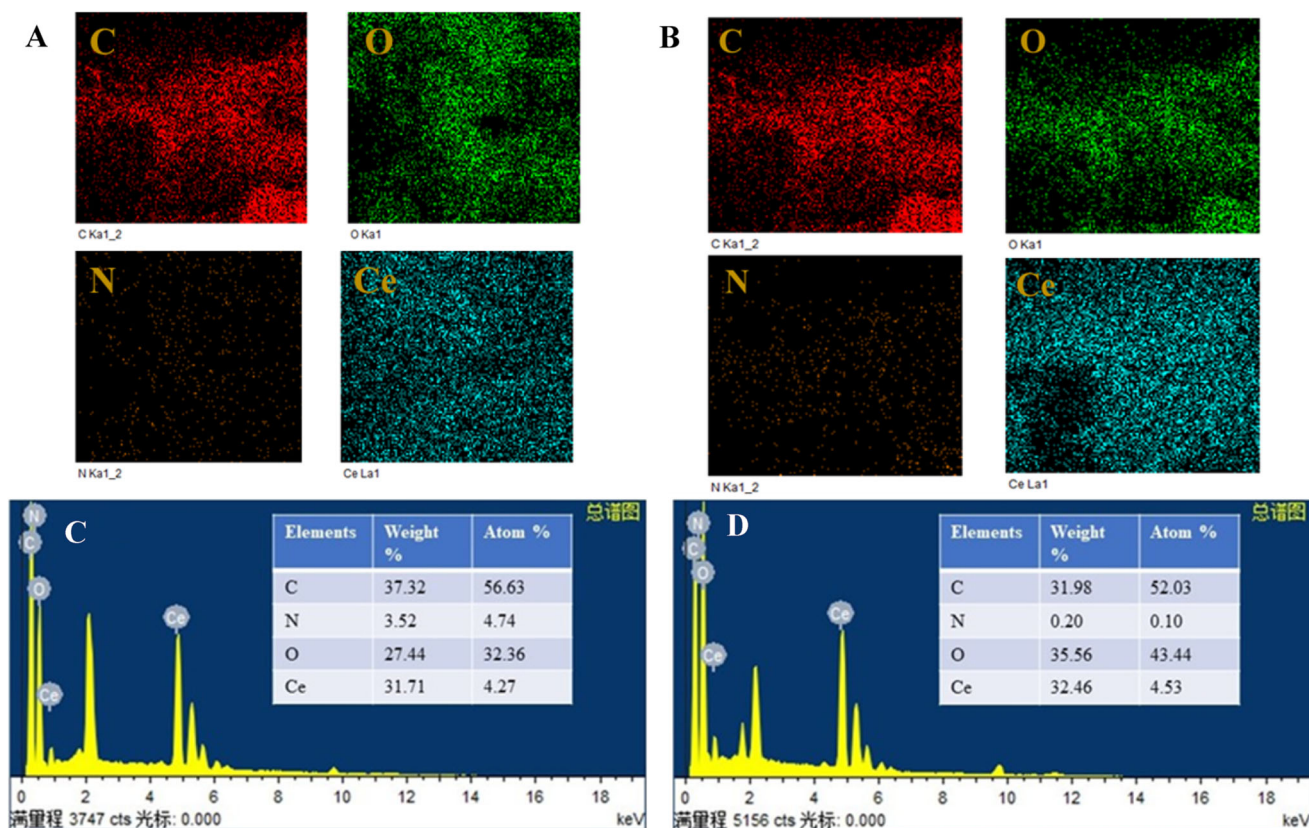 A
C
O
C Ka1_2
O Ka1
N
Ce
N Ka1_2
Ce La1
B
C
O
C Ka1_2
O Ka1
N
Ce
N Ka1_2
Ce La1
C
总谱图
N
C
O
Ce
Ce
Elements Weight % Atom %
C 37.32 56.63
N 3.52 4.74
O 27.44 32.36
Ce 31.71 4.27
0 2 4 6 8 10 12 14 16 18
满量程 3747 cts 光标: 0.000 keV
D
总谱图
N
C
O
Ce
Ce
Elements Weight % Atom %
C 31.98 52.03
N 0.20 0.10
O 35.56 43.44
Ce 32.46 4.53
0 2 4 6 8 10 12 14 16 18
满量程 5156 cts 光标: 0.000 keV